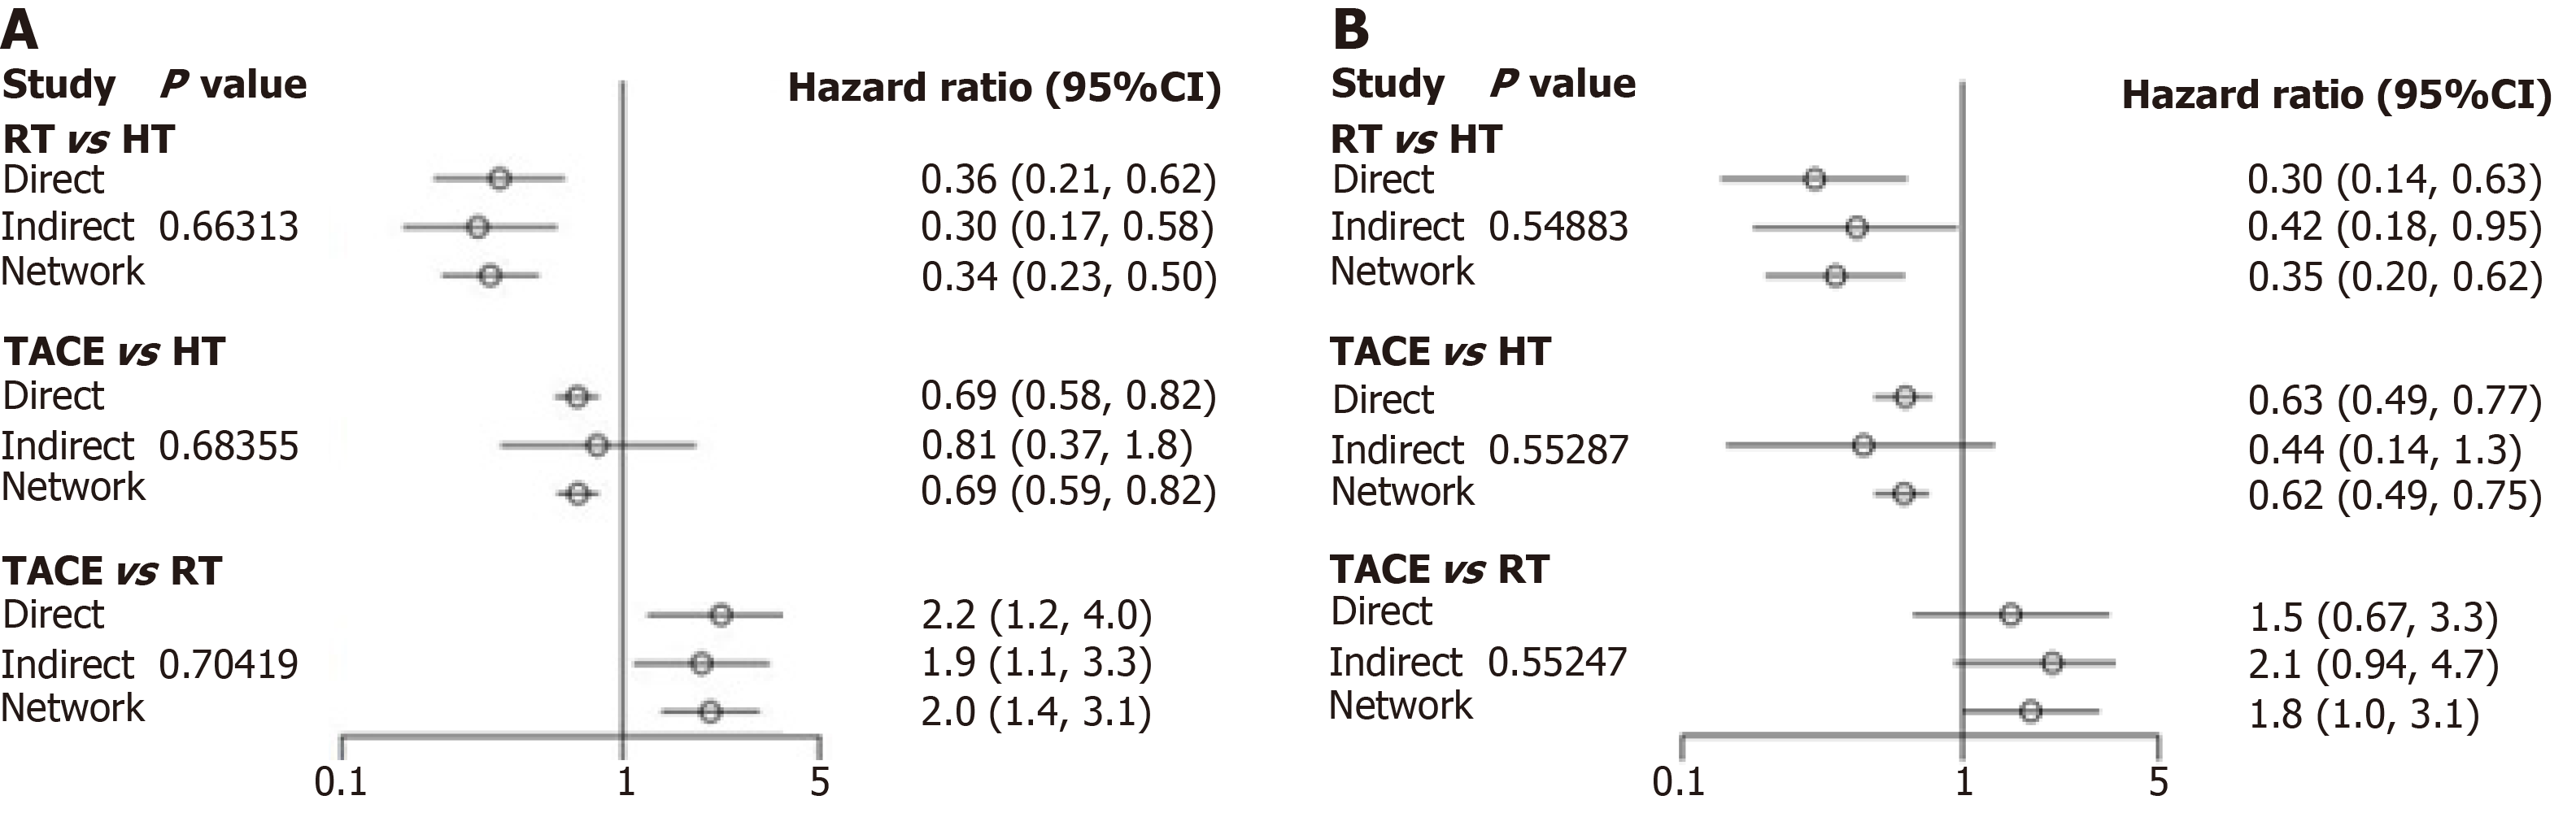 A
Study P value Hazard ratio (95%CI)
RT vs HT
Direct 0.36 (0.21, 0.62)
Indirect 0.66313 0.30 (0.17, 0.58)
Network 0.34 (0.23, 0.50)
TACE vs HT
Direct 0.69 (0.58, 0.82)
Indirect 0.68355 0.81 (0.37, 1.8)
Network 0.69 (0.59, 0.82)
TACE vs RT
Direct 2.2 (1.2, 4.0)
Indirect 0.70419 1.9 (1.1, 3.3)
Network 2.0 (1.4, 3.1)
0.1 1 5
B
Study P value Hazard ratio (95%CI)
RT vs HT
Direct 0.30 (0.14, 0.63)
Indirect 0.54883 0.42 (0.18, 0.95)
Network 0.35 (0.20, 0.62)
TACE vs HT
Direct 0.63 (0.49, 0.77)
Indirect 0.55287 0.44 (0.14, 1.3)
Network 0.62 (0.49, 0.75)
TACE vs RT
Direct 1.5 (0.67, 3.3)
Indirect 0.55247 2.1 (0.94, 4.7)
Network 1.8 (1.0, 3.1)
0.1 1 5